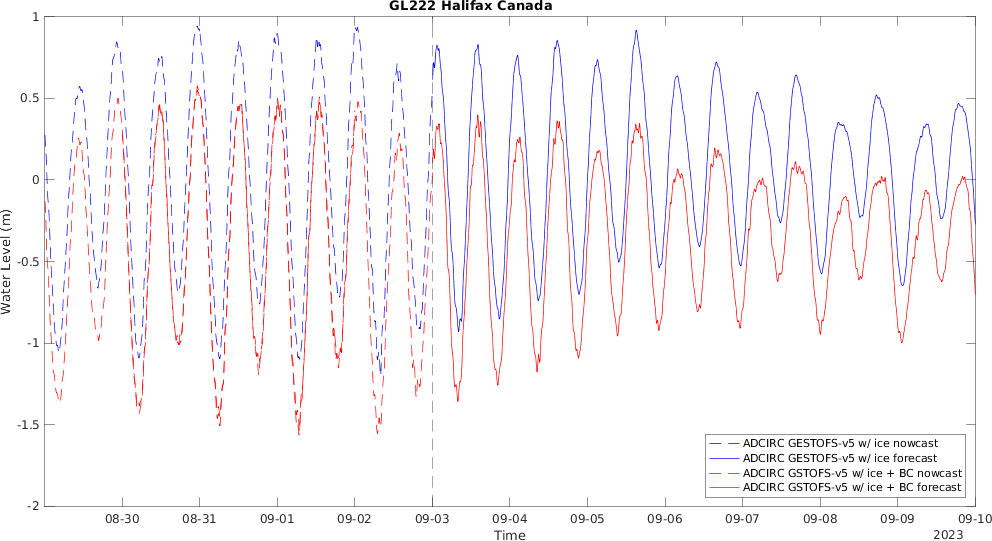 GL222 Halifax Canada
1
0.5
0
-0.5
-1
-1.5
-2
Water Level (m)
08-30 08-31 09-01 09-02 09-03 09-04 09-05 09-06 09-07 09-08 09-09 09-10
Time
2023
ADCIRC GESTOFS-v5 w/ ice nowcast
ADCIRC GESTOFS-v5 w/ ice forecast
ADCIRC GSTOFS-v5 w/ ice + BC nowcast
ADCIRC GSTOFS-v5 w/ ice + BC forecast